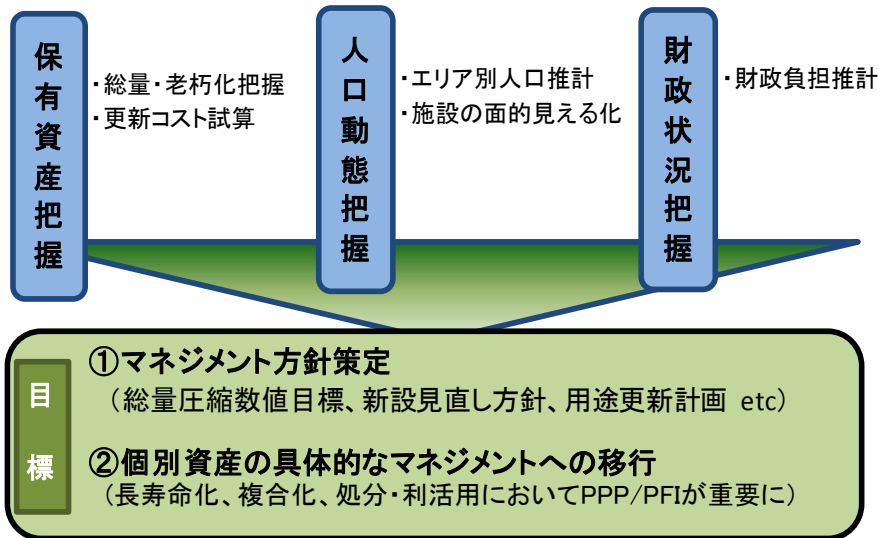 保有資産把握
・総量・老朽化把握
・更新コスト試算
人口動態把握
・エリア別人口推計
・施設の面的見える化
財政状況把握
・財政負担推計
目標
①マネジメント方針策定
（総量圧縮数値目標、新設見直し方針、用途更新計画 etc）
②個別資産の具体的なマネジメントへの移行
（長寿命化、複合化、処分・利活用においてPPP/PFIが重要に）